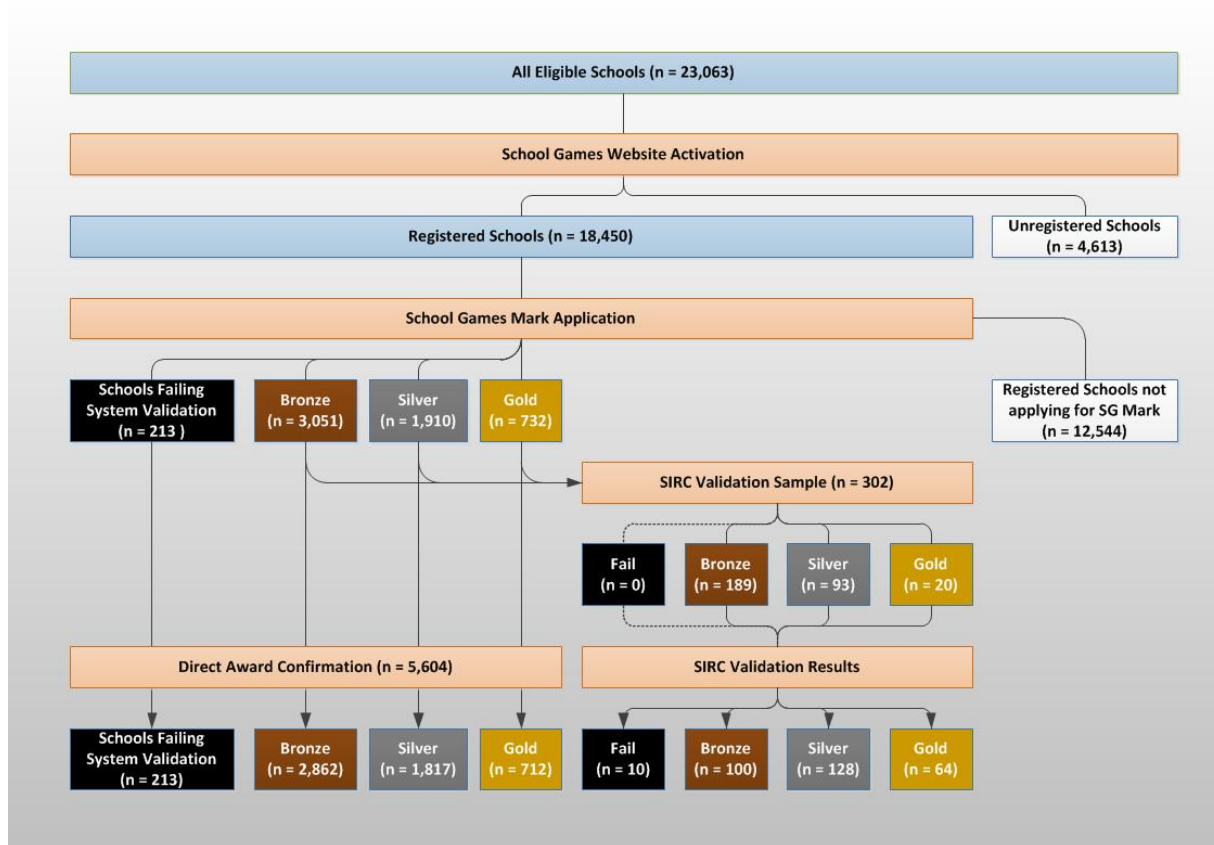 All Eligible Schools (n = 23,063)
School Games Website Activation
Registered Schools (n = 18,450)
Unregistered Schools
(n = 4,613)
School Games Mark Application
Schools Failing
System Validation
(n = 213 )
Bronze
(n = 3,051)
Silver
(n = 1,910)
Gold
(n = 732)
Registered Schools not
applying for SG Mark
(n = 12,544)
SIRC Validation Sample (n = 302)
Fail
(n = 0)
Bronze
(n = 189)
Silver
(n = 93)
Gold
(n = 20)
Direct Award Confirmation (n = 5,604)
SIRC Validation Results
Schools Failing
System Validation
(n = 213)
Bronze
(n = 2,862)
Silver
(n = 1,817)
Gold
(n = 712)
Fail
(n = 10)
Bronze
(n = 100)
Silver
(n = 128)
Gold
(n = 64)